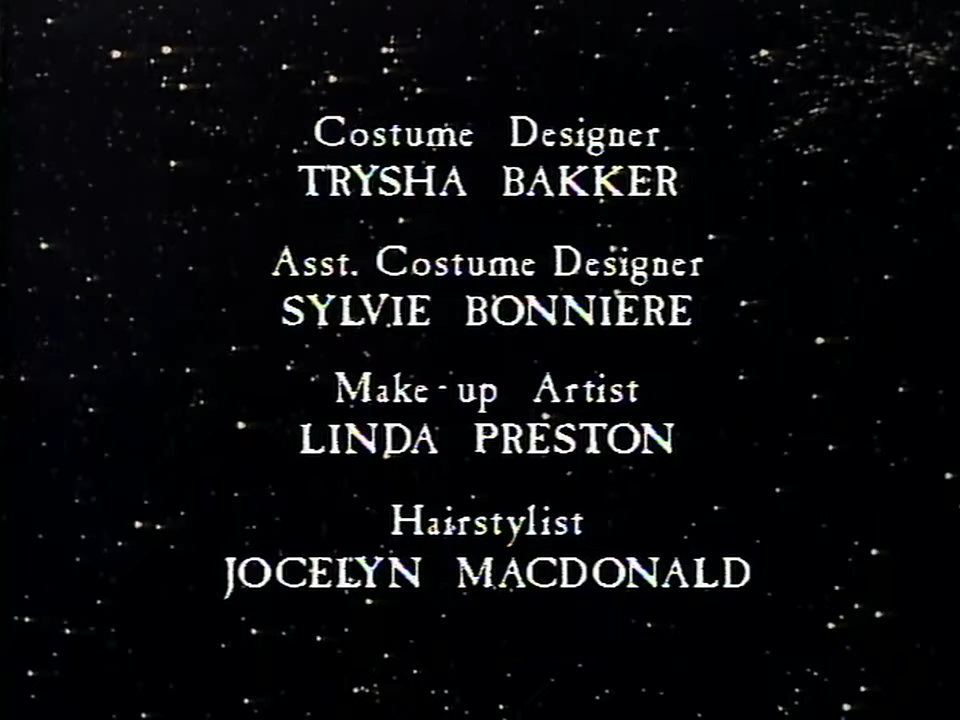 Costume Designer
TRYSHA BAKKER
Asst. Costume Designer
SYLVIE BONNIERE
Make-up Artist
LINDA PRESTON
Hairstylist
JOCELYN MACDONALD